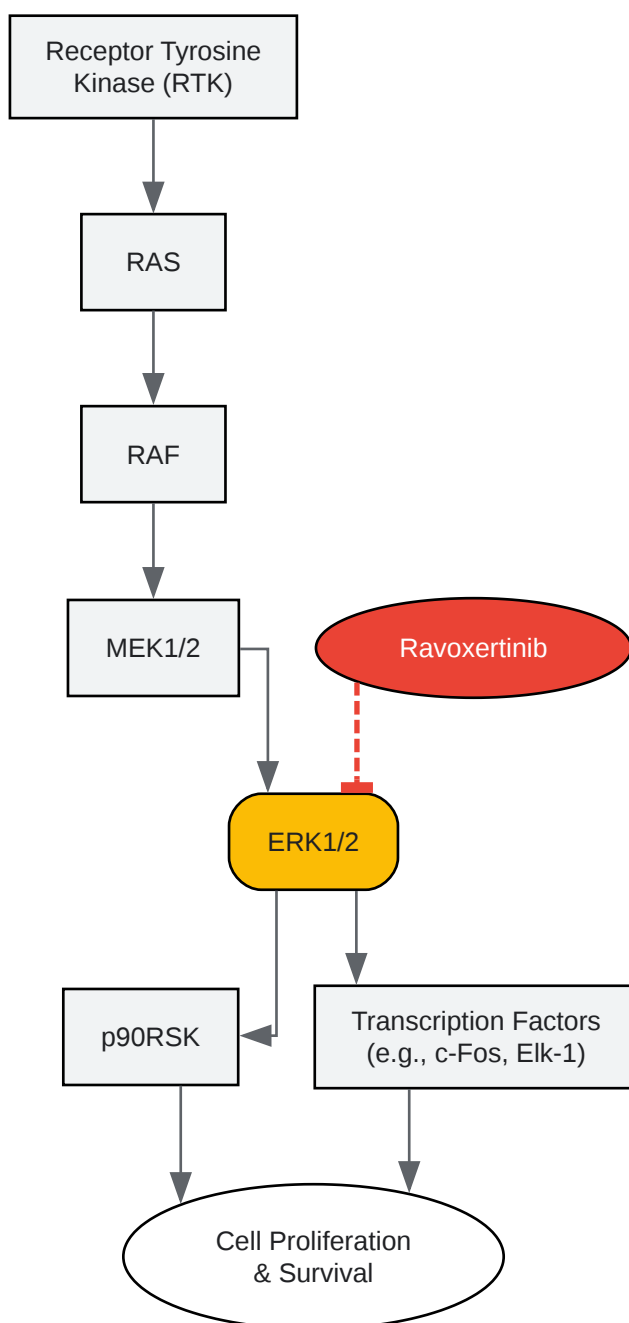 Receptor Tyrosine
Kinase (RTK)
RAS
RAF
MEK1/2
Ravoxertinib
ERK1/2
p90RSK
Transcription Factors
(e.g., c-Fos, Elk-1)
Cell Proliferation
& Survival